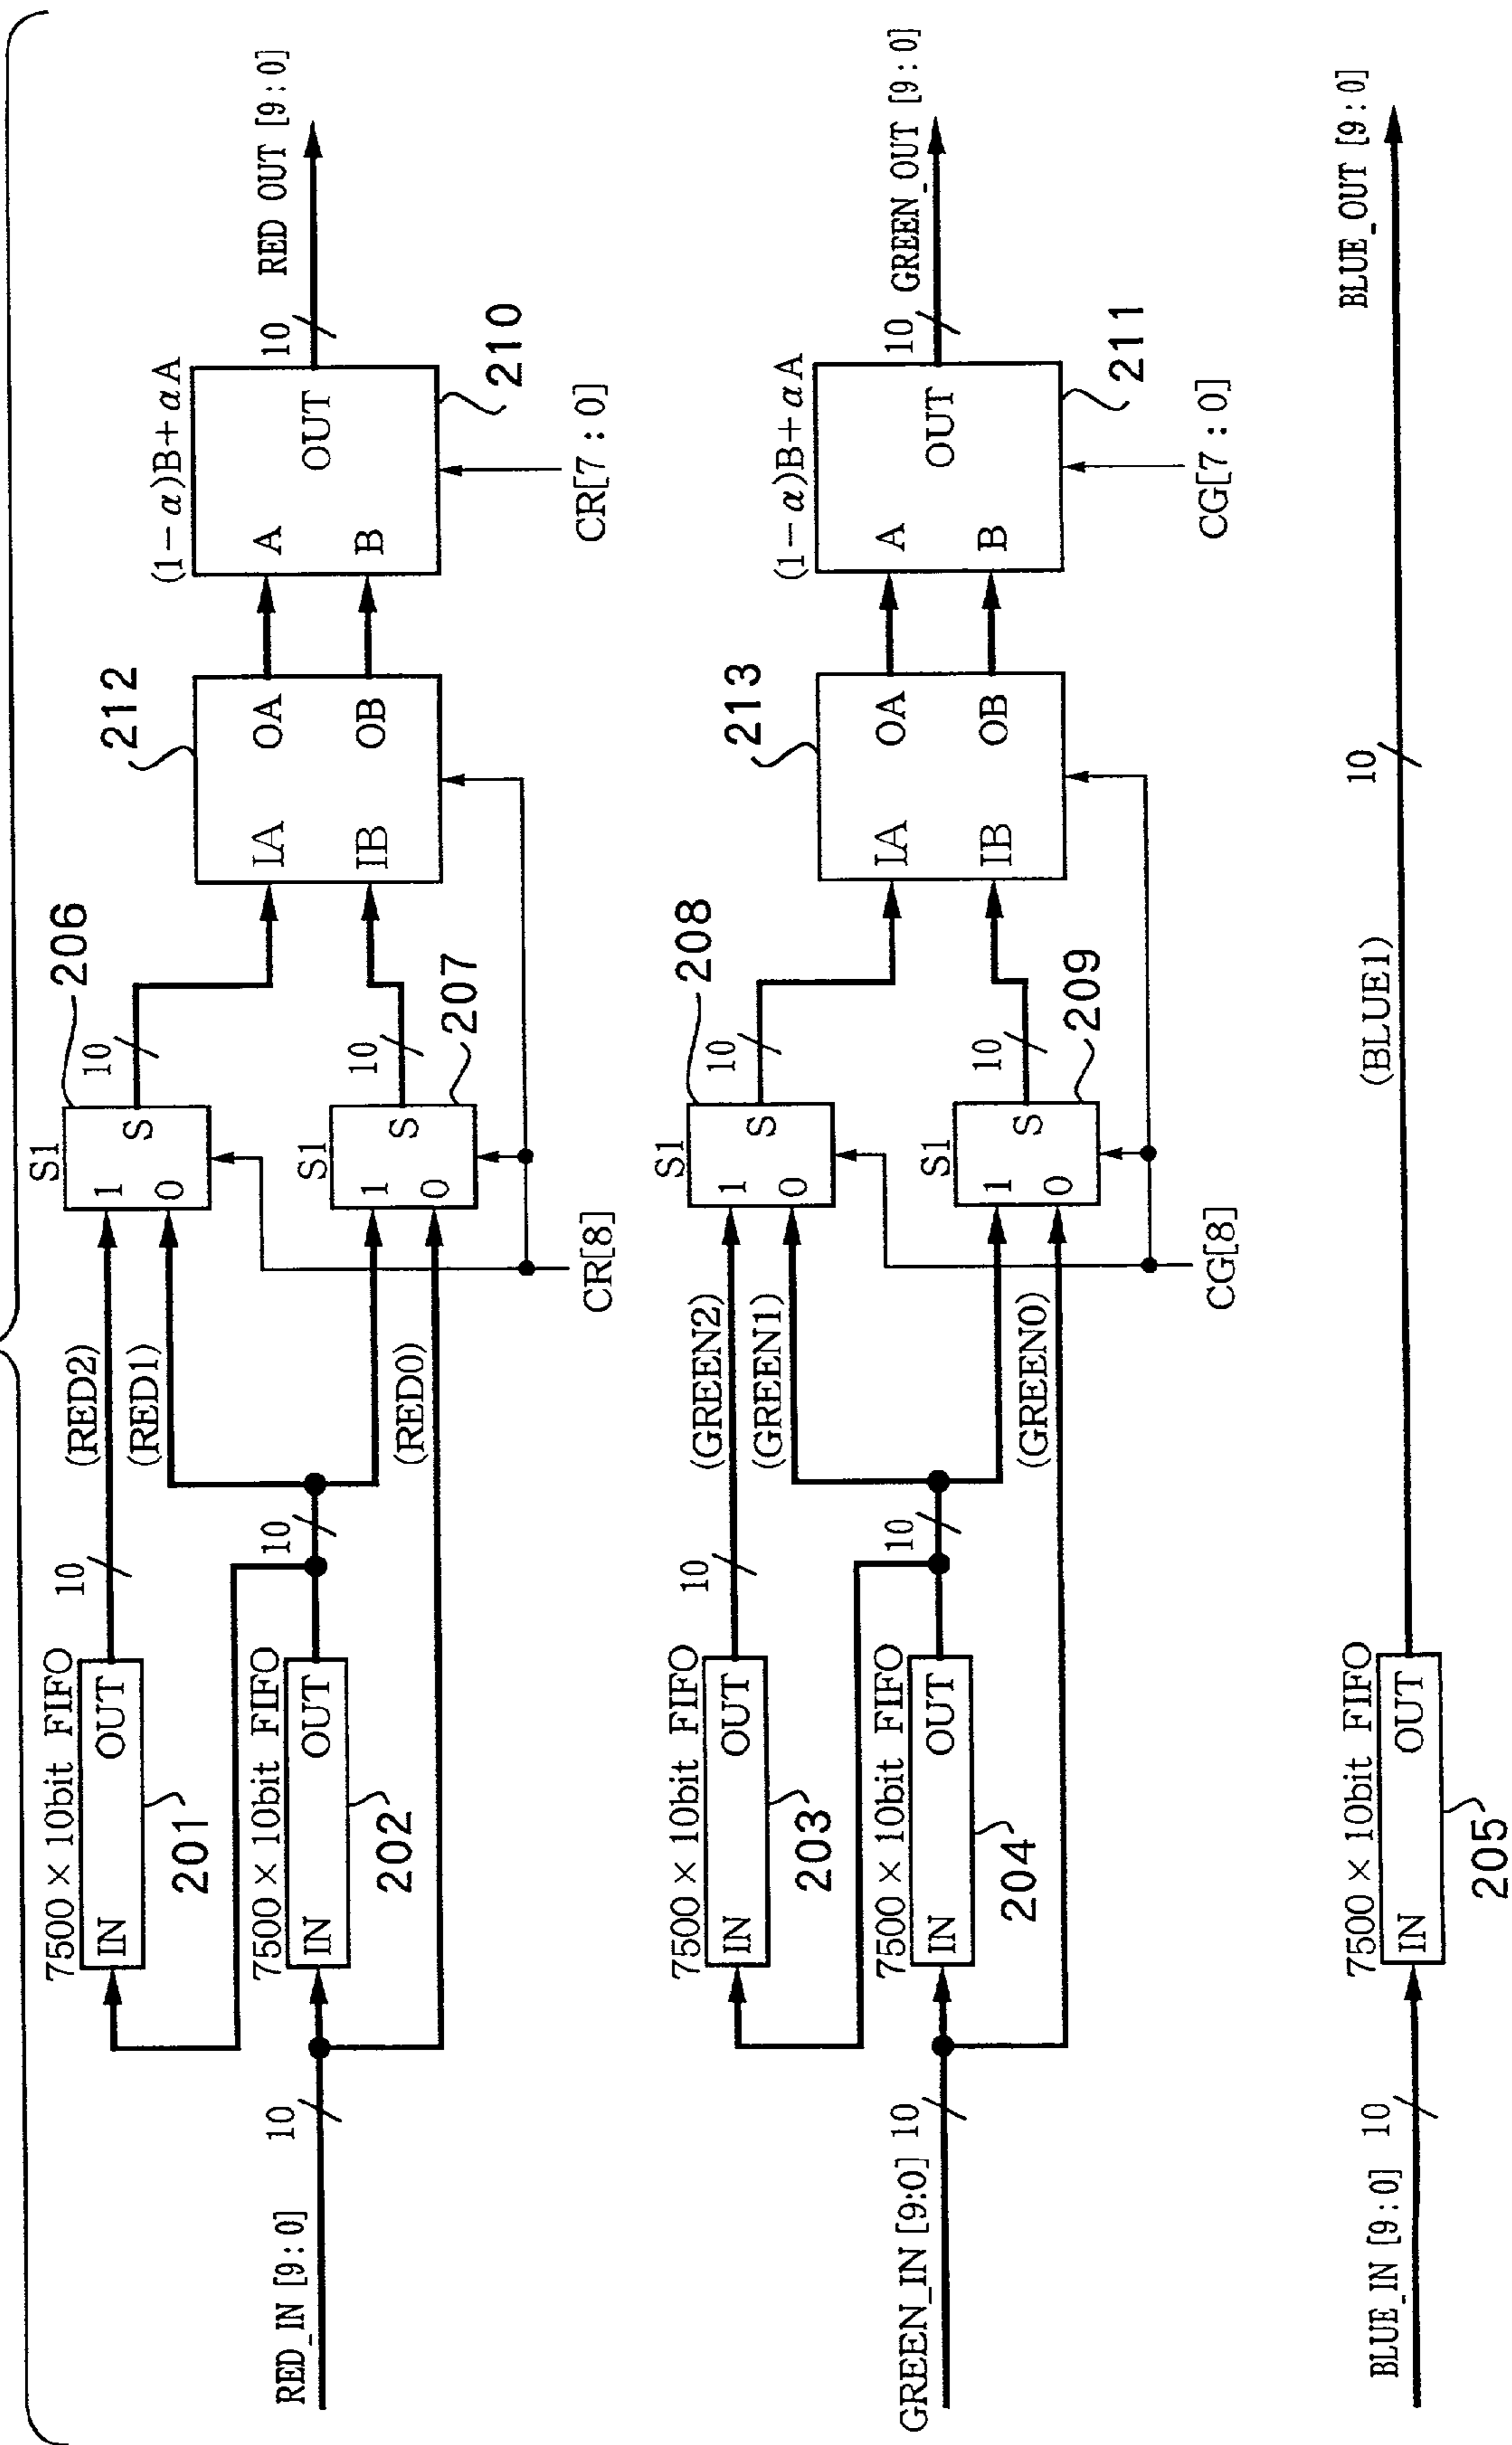 7500×10bit FIFO
IN OUT
201
10
(RED2)
S1
1
0
S
206
10
(RED1)
212
IA OA
IB OB
(1−α)B+αA
A
B
OUT
210
10
RED OUT [9:0]
RED_IN [9:0]
10
7500×10bit FIFO
IN OUT
202
10
(RED0)
S1
1
0
S
207
10
CR[8]
CR[7:0]
7500×10bit FIFO
IN OUT
203
10
(GREEN2)
S1
1
0
S
208
10
(GREEN1)
213
IA OA
IB OB
(1−α)B+αA
A
B
OUT
211
10
GREEN_OUT [9:0]
GREEN_IN [9:0]
10
7500×10bit FIFO
IN OUT
204
10
(GREEN0)
S1
1
0
S
209
10
CG[8]
CG[7:0]
BLUE_IN [9:0]
10
7500×10bit FIFO
IN OUT
205
(BLUE1)
10
BLUE_OUT [9:0]